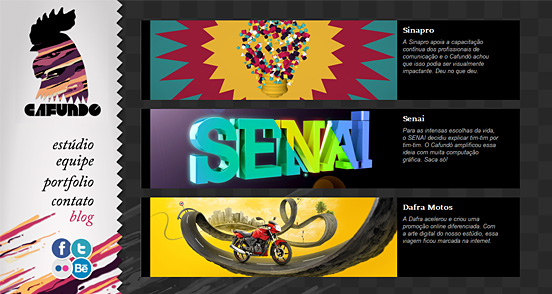 CAFUNDO
estúdio
equipe
portfolio
contato
blog
f t
Bē
Sinapro
A Sinapro apoia a capacitação
contínua dos profissionais de
comunicação e o Cafundó achou
que isso podia ser visualmente
impactante. Deu no que deu.
SENAI
Senai
Para as intensas escolhas da vida,
o SENAI decidiu explicar tim-tim por
tim-tim. O Cafundó amplificou essa
ideia com muita computação
gráfica. Saca só!
Dafra Motos
A Dafra acelerou e criou uma
promoção online diferenciada. Com
a arte digital do nosso estúdio, essa
viagem ficou marcada na internet.